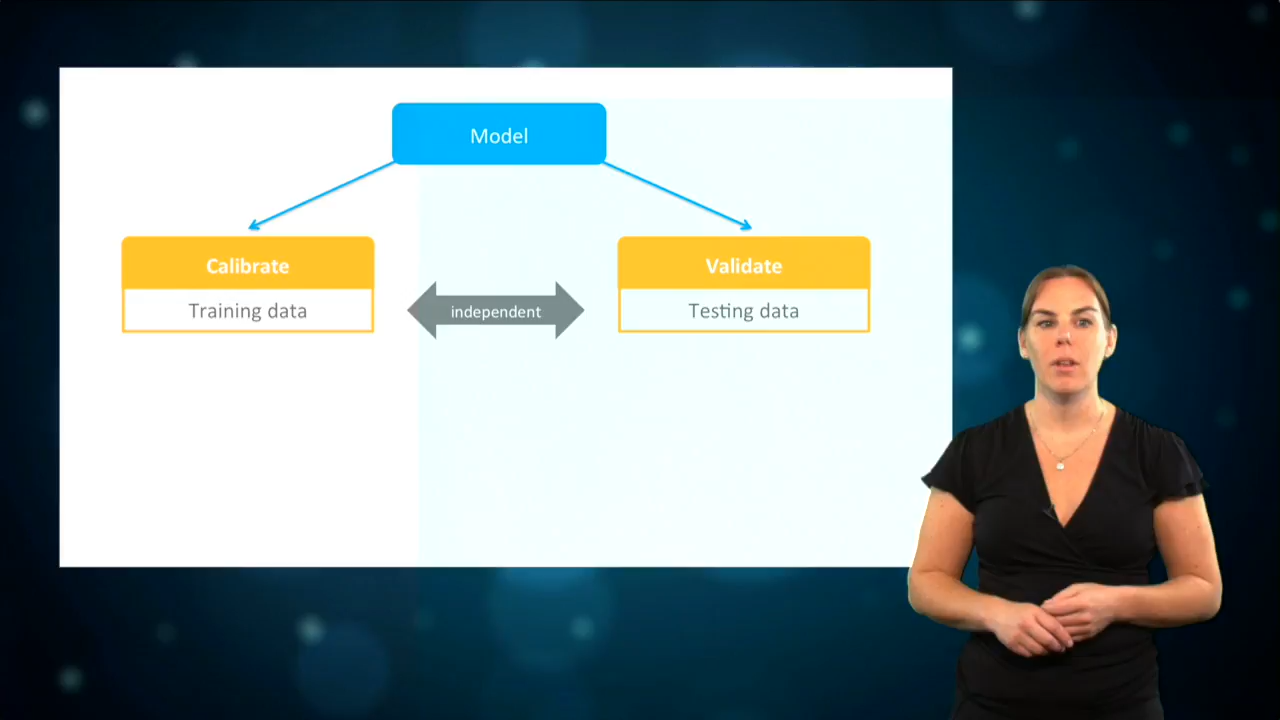 Model
Calibrate
Training data
independent
Validate
Testing data